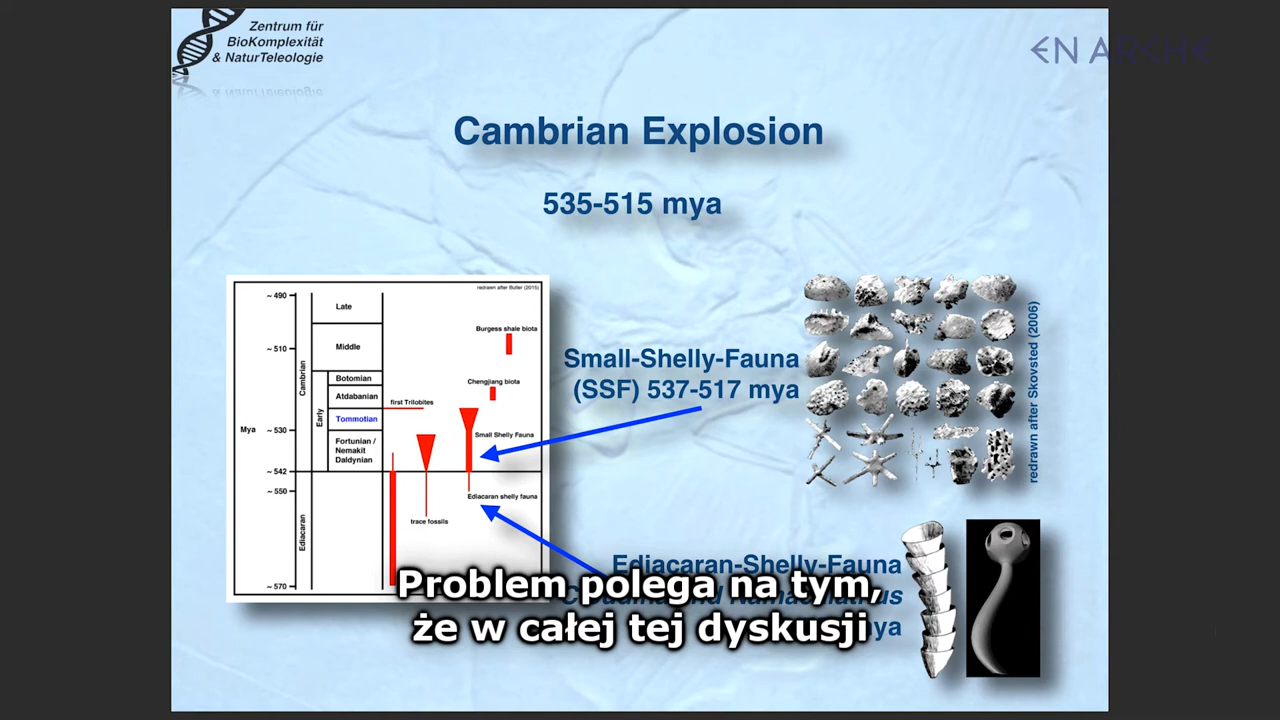 Zentrum für
BioKomplexität
& NaturTeleologie
EN ARCHE
Cambrian Explosion
535-515 mya
redrawn after Butler (2015)
~ 490
Late
Burgess shale biota
~ 510
Middle
Cambrian
Chengjiang biota
Botomian
Early
Atdabanian
first Trilobites
Tommotian
Mya
~ 530
Small Shelly Fauna
Fortunian /
Nemakit
Daldynian
~ 542
~ 550
Ediacaran shelly fauna
trace fossils
Ediacaran
~ 570
Small-Shelly-Fauna
(SSF) 537-517 mya
redrawn after Skovsted (2006)
Ediacaran-Shelly-Fauna
mya
Problem polega na tym,
że w całej tej dyskusji